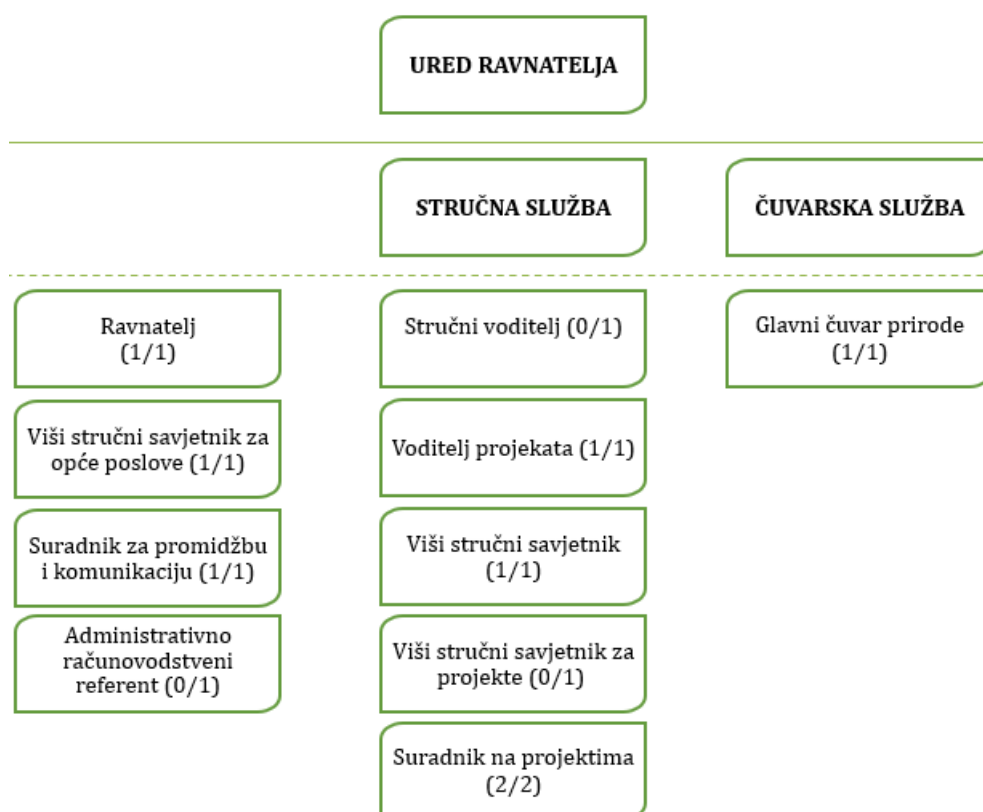 URED RAVNATELJA
STRUČNA SLUŽBA
ČUVARSKA SLUŽBA
Ravnatelj
(1/1)
Viši stručni savjetnik za
opće poslove (1/1)
Suradnik za promidžbu
i komunikaciju (1/1)
Administrativno
računovodstveni
referent (0/1)
Stručni voditelj (0/1)
Voditelj projekata (1/1)
Viši stručni savjetnik
(1/1)
Viši stručni savjetnik za
projekte (0/1)
Suradnik na projektima
(2/2)
Glavni čuvar prirode
(1/1)